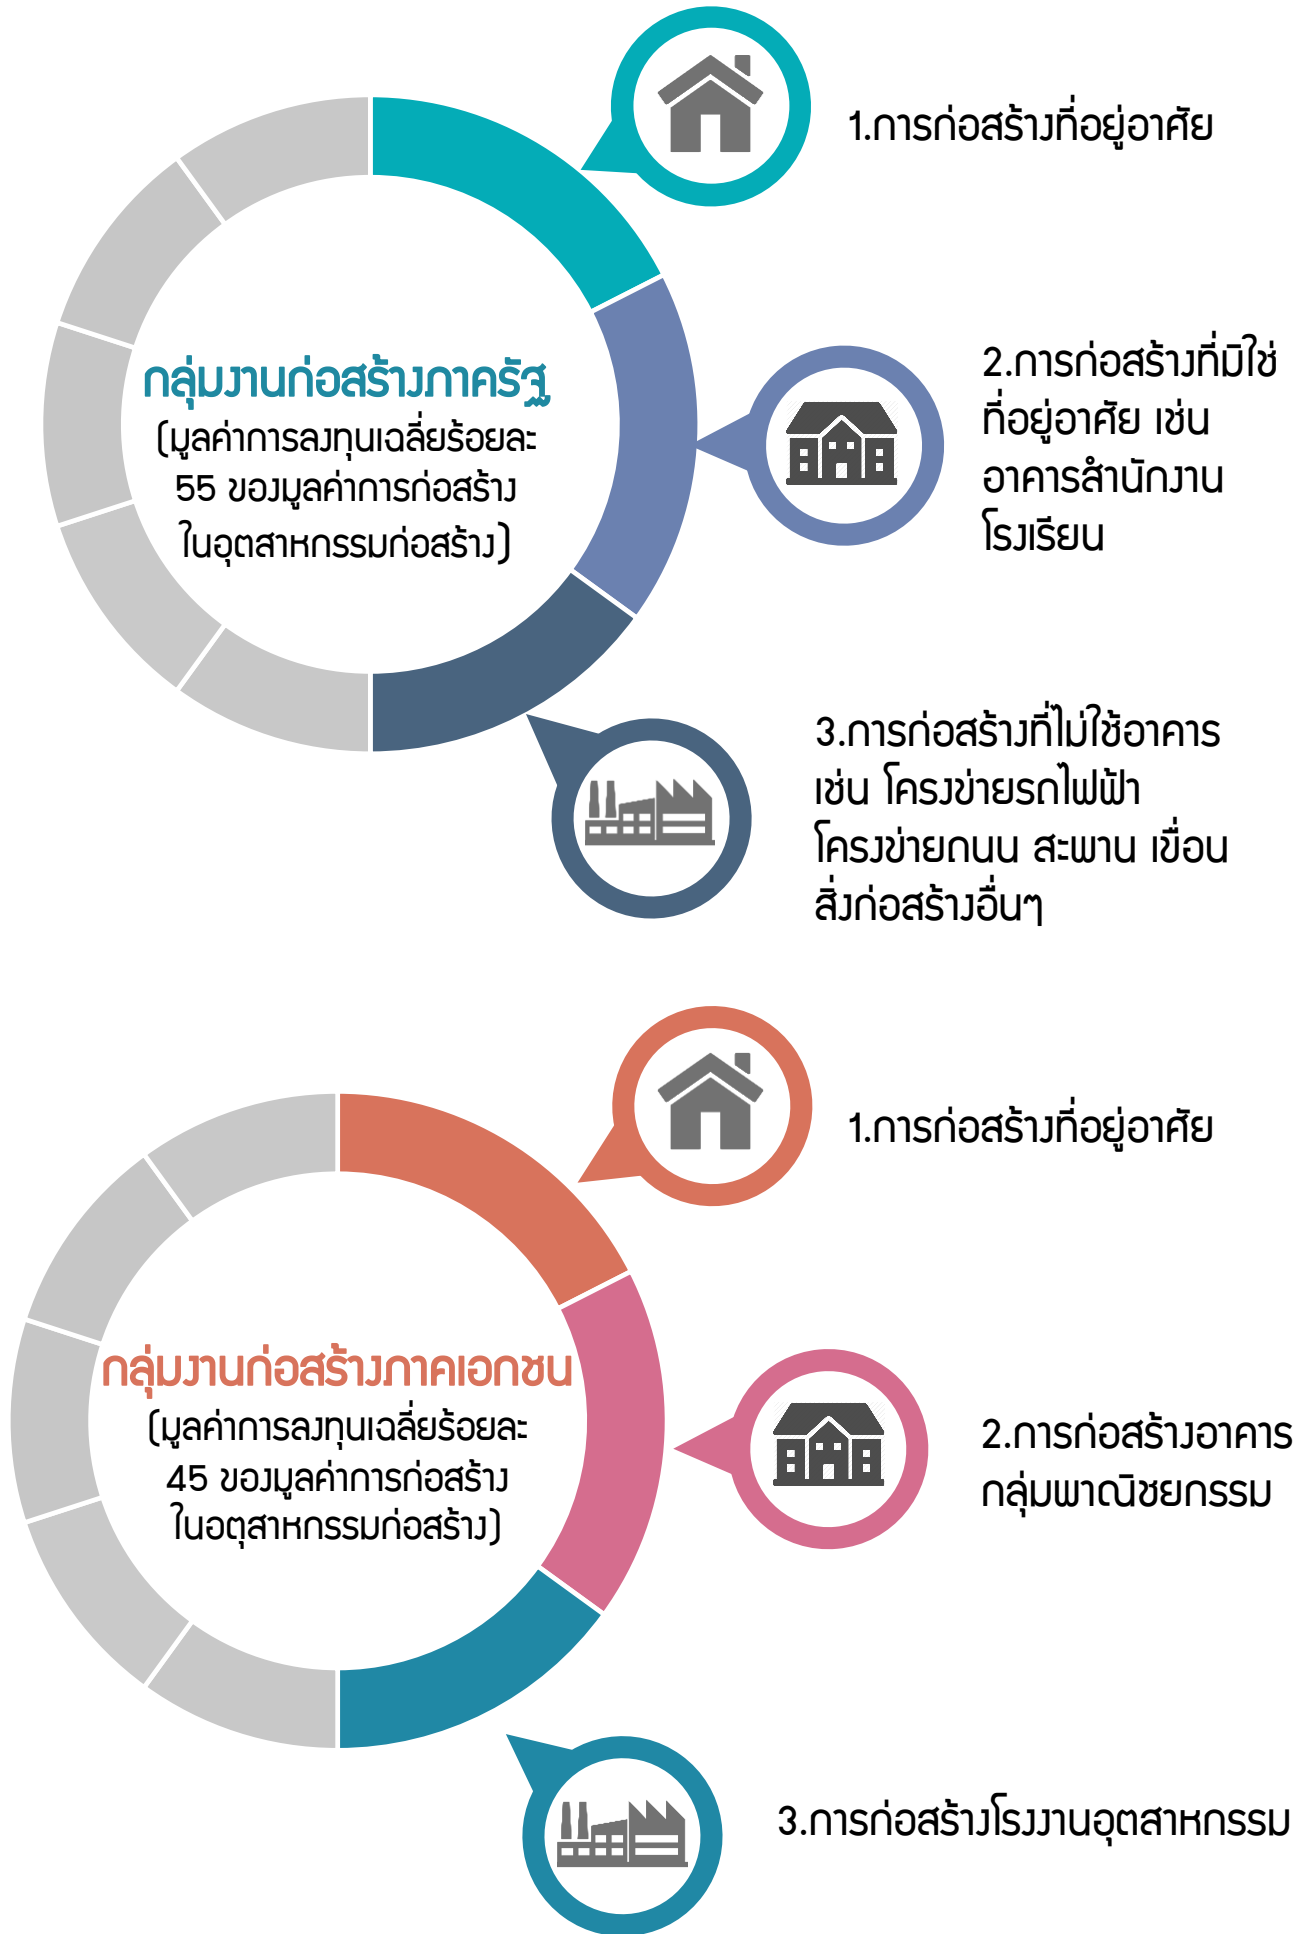 1.การก่อสร้างที่อยู่อาศัย
กลุ่มงานก่อสร้างภาครัฐ
(มูลค่าการลงทุนเฉลี่ยร้อยละ
55 ของมูลค่าการก่อสร้าง
ในอุตสาหกรรมก่อสร้าง)
2.การก่อสร้างที่มิใช่
ที่อยู่อาศัย เช่น
อาคารสำนักงาน
โรงเรียน
3.การก่อสร้างที่ไม่ใช้อาคาร
เช่น โครงข่ายรถไฟฟ้า
โครงข่ายถนน สะพาน เขื่อน
สิ่งก่อสร้างอื่นๆ
1.การก่อสร้างที่อยู่อาศัย
กลุ่มงานก่อสร้างภาคเอกชน
(มูลค่าการลงทุนเฉลี่ยร้อยละ
45 ของมูลค่าการก่อสร้าง
ในอตุสาหกรรมก่อสร้าง)
2.การก่อสร้างอาคาร
กลุ่มพาณิชยกรรม
3.การก่อสร้างโรงงานอุตสาหกรรม